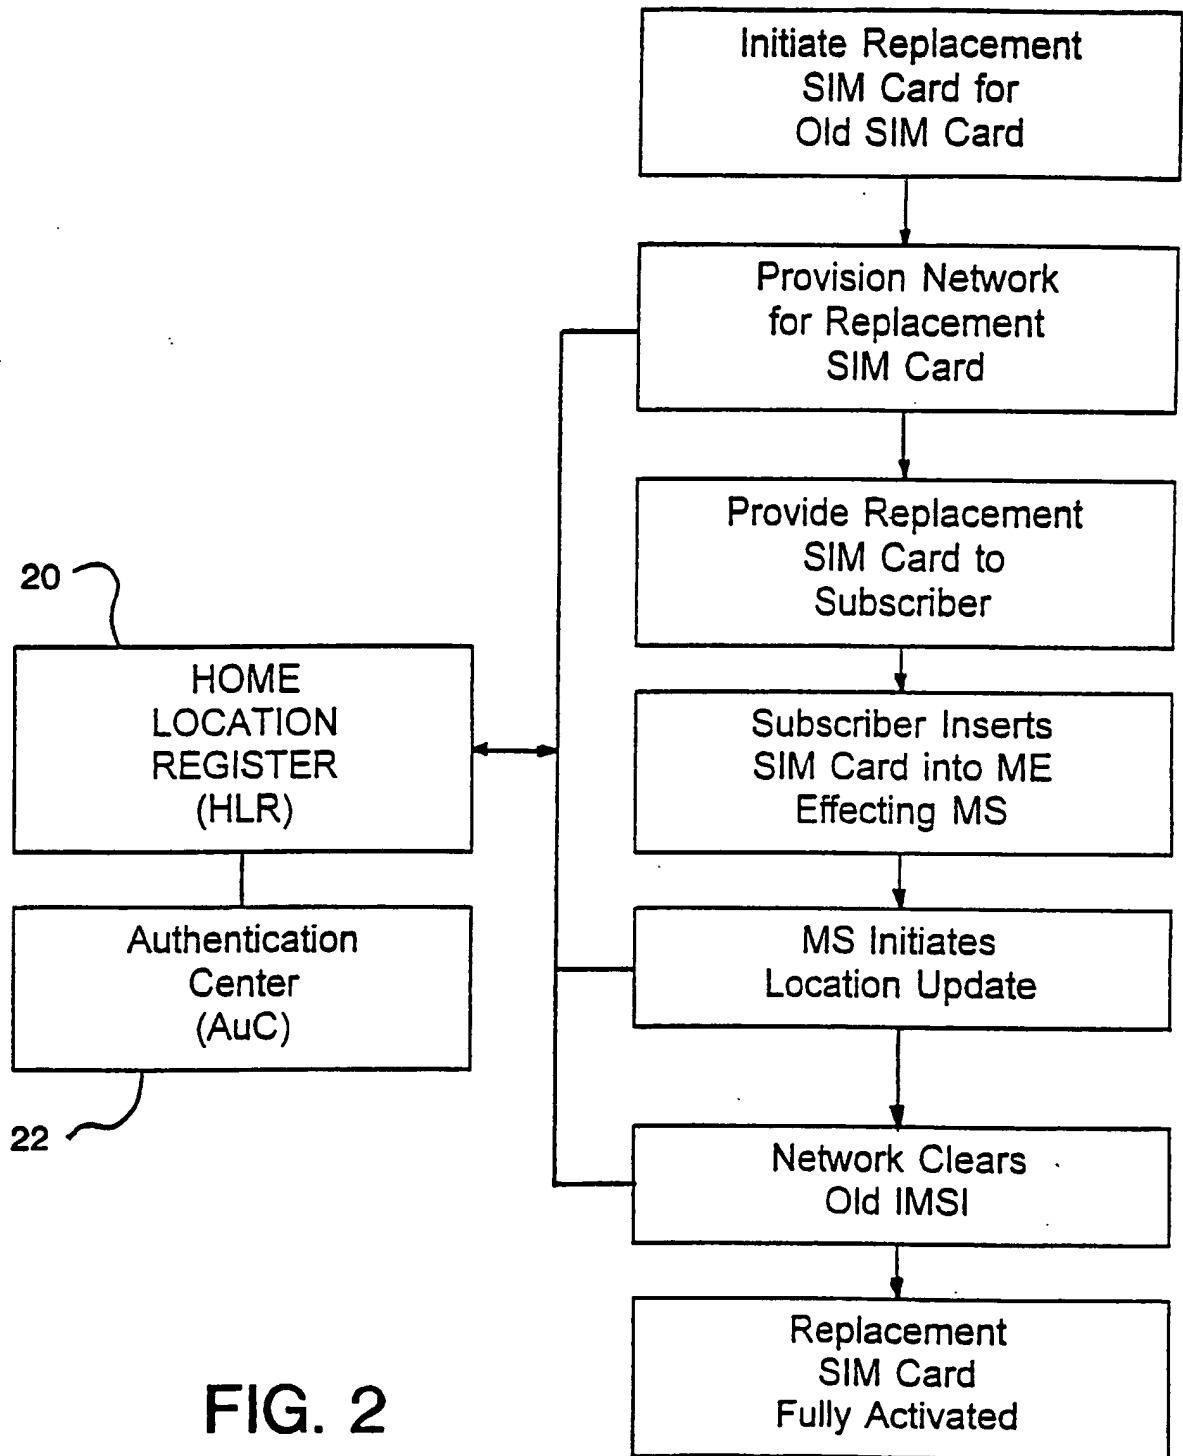 Initiate Replacement
SIM Card for
Old SIM Card
Provision Network
for Replacement
SIM Card
Provide Replacement
SIM Card to
Subscriber
20
HOME
LOCATION
REGISTER
(HLR)
Subscriber Inserts
SIM Card into ME
Effecting MS
Authentication
Center
(AuC)
22
MS Initiates
Location Update
Network Clears
Old IMSI
Replacement
SIM Card
Fully Activated
FIG. 2